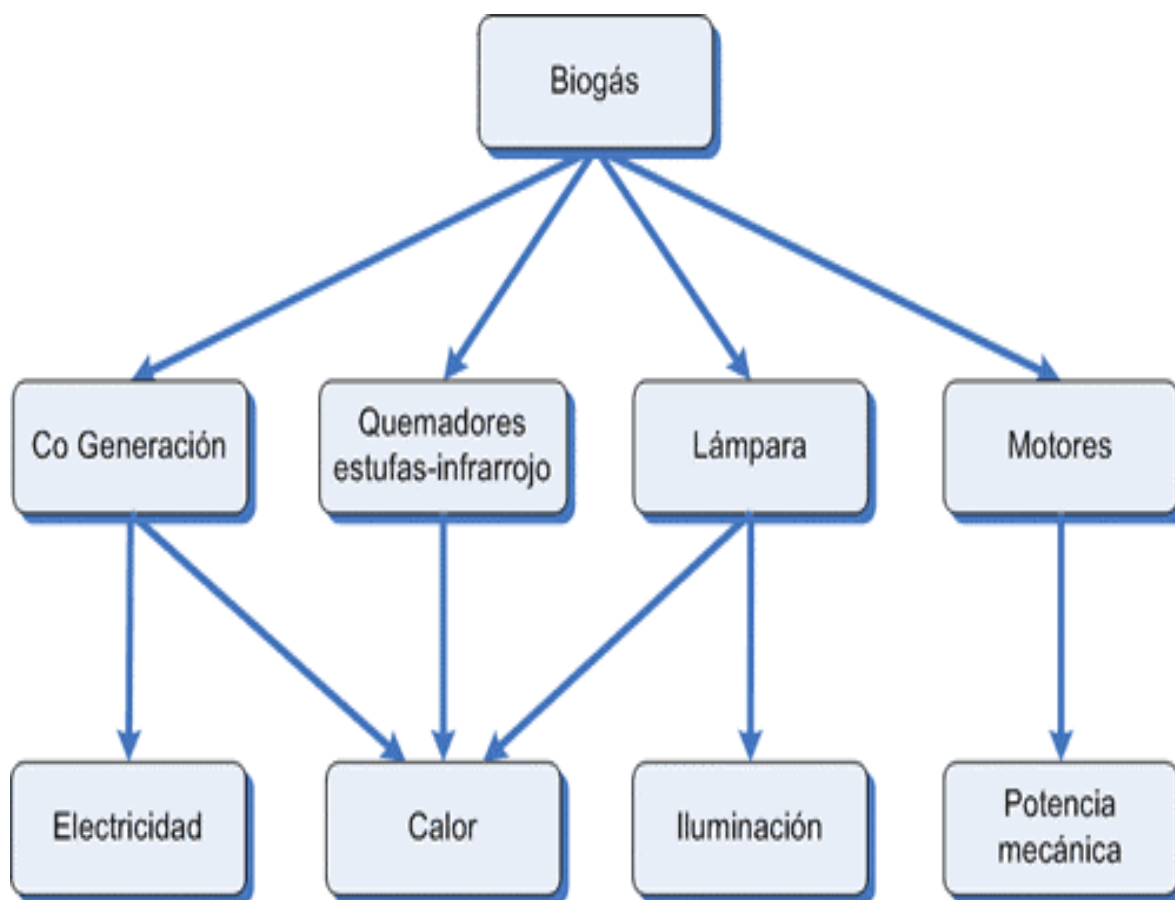 Biogás
Co Generación
Quemadores
estufas-infrarrojo
Lámpara
Motores
Electricidad
Calor
Iluminación
Potencia
mecánica